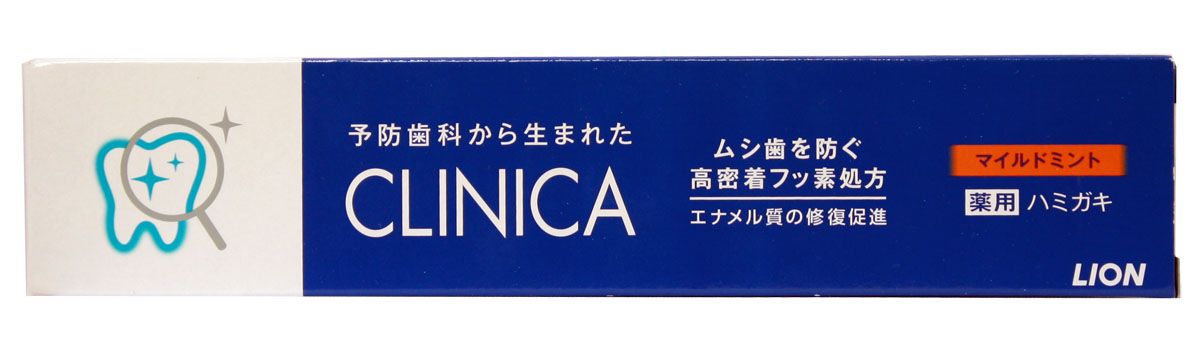 予防歯科から生まれた
CLINICA
ムシ歯を防ぐ
高密着フッ素処方
エナメル質の修復促進
マイルドミント
薬用 ハミガキ
LION